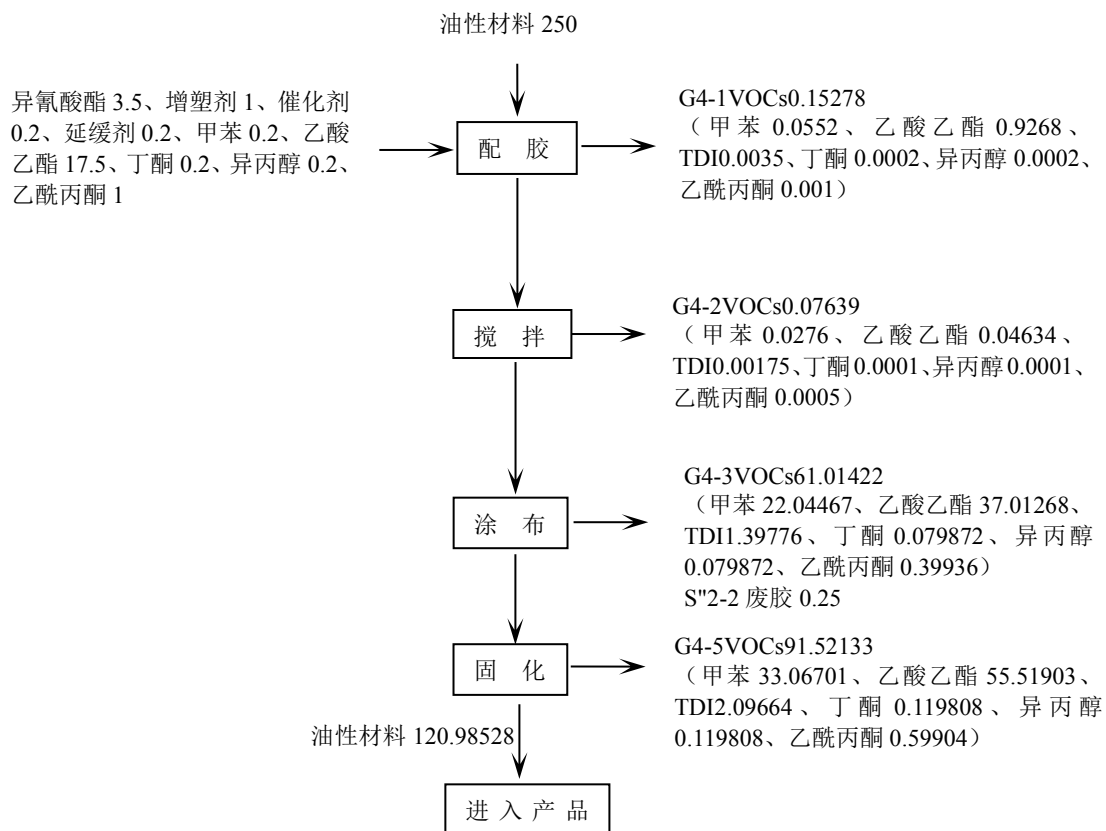 油性材料 250
异氰酸酯 3.5、增塑剂 1、催化剂
0.2、延缓剂 0.2、甲苯 0.2、乙酸
乙酯 17.5、丁酮 0.2、异丙醇 0.2、
乙酰丙酮 1
配 胶
G4-1VOCs0.15278
（甲苯 0.0552、乙酸乙酯 0.9268、
TDI0.0035、丁酮 0.0002、异丙醇 0.0002、
乙酰丙酮 0.001）
搅 拌
G4-2VOCs0.07639
（甲苯 0.0276、乙酸乙酯 0.04634、
TDI0.00175、丁酮 0.0001、异丙醇 0.0001、
乙酰丙酮 0.0005）
涂 布
G4-3VOCs61.01422
（甲苯 22.04467、乙酸乙酯 37.01268、
TDI1.39776、丁酮 0.079872、异丙醇
0.079872、乙酰丙酮 0.39936）
S"2-2 废胶 0.25
固 化
G4-5VOCs91.52133
（甲苯 33.06701、乙酸乙酯 55.51903、
TDI2.09664、丁酮 0.119808、异丙醇
0.119808、乙酰丙酮 0.59904）
油性材料 120.98528
进 入 产 品